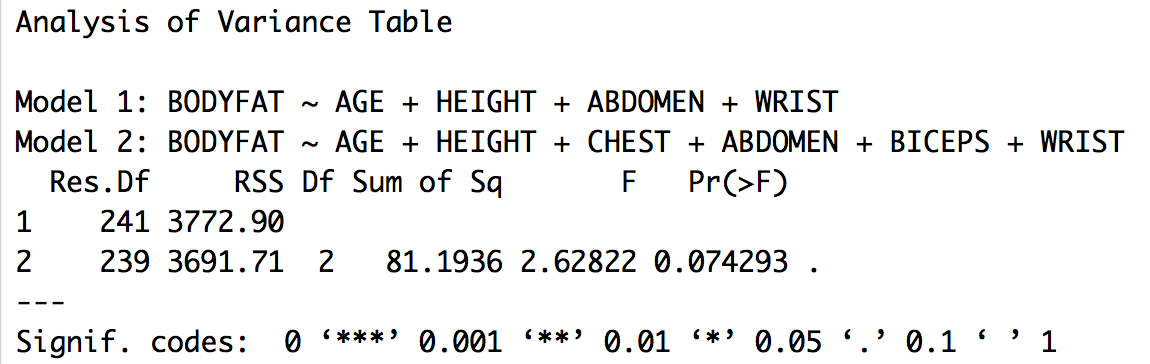 Analysis of Variance Table
Model 1: BODYFAT ~ AGE + HEIGHT + ABDOMEN + WRIST
Model 2: BODYFAT ~ AGE + HEIGHT + CHEST + ABDOMEN + BICEPS + WRIST
  Res.Df     RSS Df Sum of Sq       F   Pr(>F)
1    241 3772.90
2    239 3691.71  2   81.1936 2.62822 0.074293 .
---
Signif. codes:  0 ‘***’ 0.001 ‘**’ 0.01 ‘*’ 0.05 ‘.’ 0.1 ‘ ’ 1